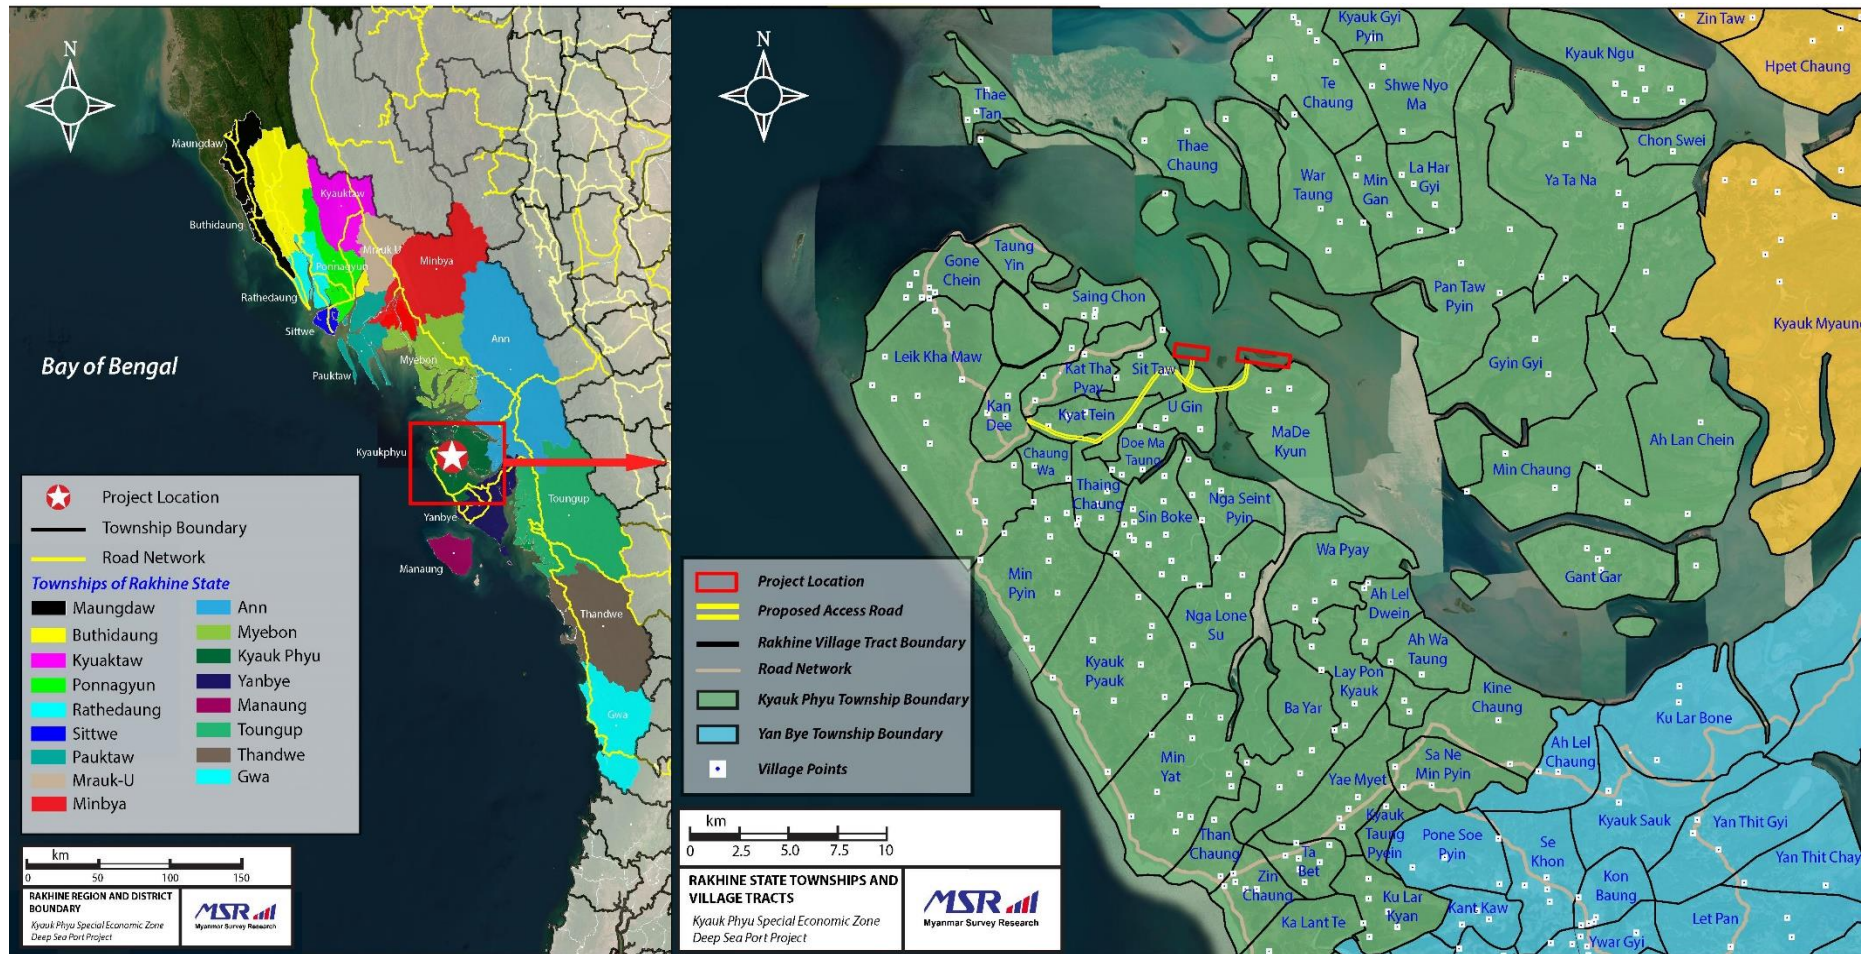 N
Maungdaw
Buthidaung
Kyauktaw
Mrauk-U
Minbya
Ponnagyun
Rathedaung
Sittwe
Ann
Myebon
Pauktaw
Bay of Bengal
Kyaukphyu
Toungup
Yanbye
Manaung
Thandwe
Gwa
Project Location
Township Boundary
Road Network
Townships of Rakhine State
Maungdaw
Buthidaung
Kyuaktaw
Ponnagyun
Rathedaung
Sittwe
Pauktaw
Mrauk-U
Minbya
Ann
Myebon
Kyauk Phyu
Yanbye
Manaung
Toungup
Thandwe
Gwa
km
0 50 100 150
RAKHINE REGION AND DISTRICT
BOUNDARY
Kyauk Phyu Special Economic Zone
Deep Sea Port Project
MSR
Myanmar Survey Research
N
Kyauk Gyi
Pyin
Zin Taw
Kyauk Ngu
Hpet Chaung
Thae
Tan
Te
Chaung
Shwe Nyo
Ma
Chon Swei
Thae
Chaung
War
Taung
Min
Gan
La Har
Gyi
Ya Ta Na
Taung
Yin
Gone
Chein
Saing Chon
Pan Taw
Pyin
Kyauk Myaung
Leik Kha Maw
Kat Tha
Pyay
Sit Taw
Gyin Gyi
Kan
Dee
Kyat Tein
U Gin
MaDe
Kyun
Ah Lan Chein
Doe Ma
Taung
Chaung
Wa
Min Chaung
Thaing
Chaung
Nga Seint
Pyin
Sin Boke
Wa Pyay
Gant Gar
Min
Pyin
Ah Lel
Dwein
Nga Lone
Su
Ah Wa
Taung
Kyauk
Pyauk
Lay Pon
Kyauk
Kine
Chaung
Ba Yar
Ku Lar Bone
Ah Lel
Chaung
Min
Yat
Sa Ne
Min Pyin
Yae Myet
Kyauk
Taung
Pyein
Kyauk Sauk
Yan Thit Gyi
Pone Soe
Pyin
Se
Khon
Than
Chaung
Ta
Bet
Yan Thit Chay
Zin
Chaung
Kon
Baung
Ku Lar
Kyan
Kant Kaw
Let Pan
Ka Lant Te
Ywar Gyi
Project Location
Proposed Access Road
Rakhine Village Tract Boundary
Road Network
Kyauk Phyu Township Boundary
Yan Bye Township Boundary
Village Points
km
0 2.5 5.0 7.5 10
RAKHINE STATE TOWNSHIPS AND
VILLAGE TRACTS
Kyauk Phyu Special Economic Zone
Deep Sea Port Project
MSR
Myanmar Survey Research